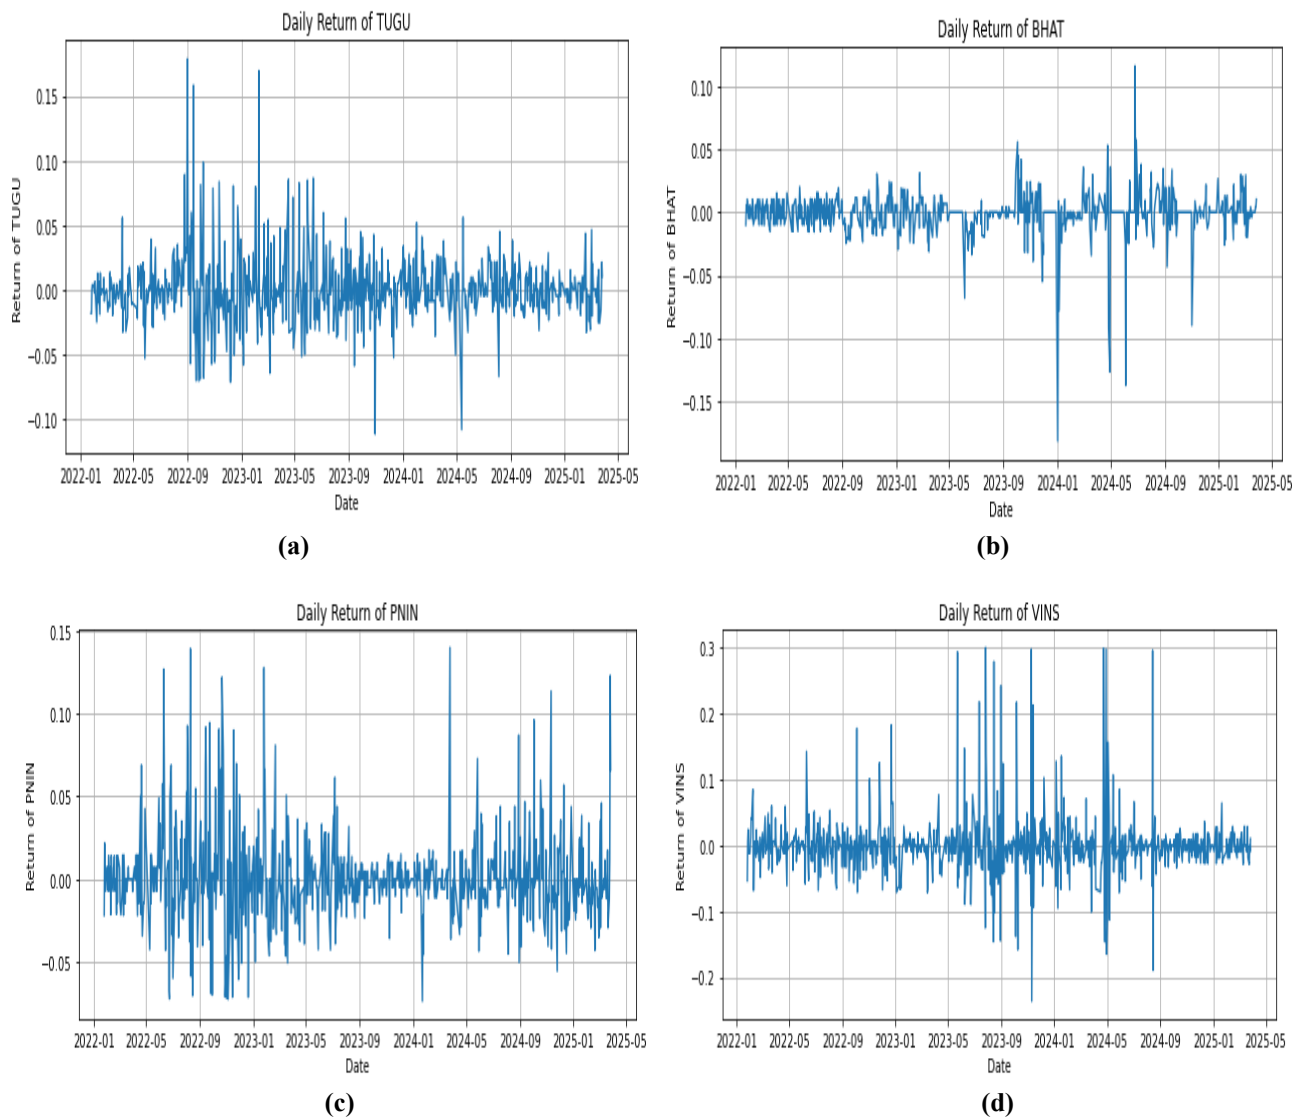 Daily Return of TUGU
Return of TUGU
0.15
0.10
0.05
0.00
−0.05
−0.10
2022-01 2022-05 2022-09 2023-01 2023-05 2023-09 2024-01 2024-05 2024-09 2025-01 2025-05
Date
(a)
Daily Return of BHAT
Return of BHAT
0.10
0.05
0.00
−0.05
−0.10
−0.15
2022-01 2022-05 2022-09 2023-01 2023-05 2023-09 2024-01 2024-05 2024-09 2025-01 2025-05
Date
(b)
Daily Return of PNIN
Return of PNIN
0.15
0.10
0.05
0.00
−0.05
2022-01 2022-05 2022-09 2023-01 2023-05 2023-09 2024-01 2024-05 2024-09 2025-01 2025-05
Date
(c)
Daily Return of VINS
Return of VINS
0.3
0.2
0.1
0.0
−0.1
−0.2
2022-01 2022-05 2022-09 2023-01 2023-05 2023-09 2024-01 2024-05 2024-09 2025-01 2025-05
Date
(d)